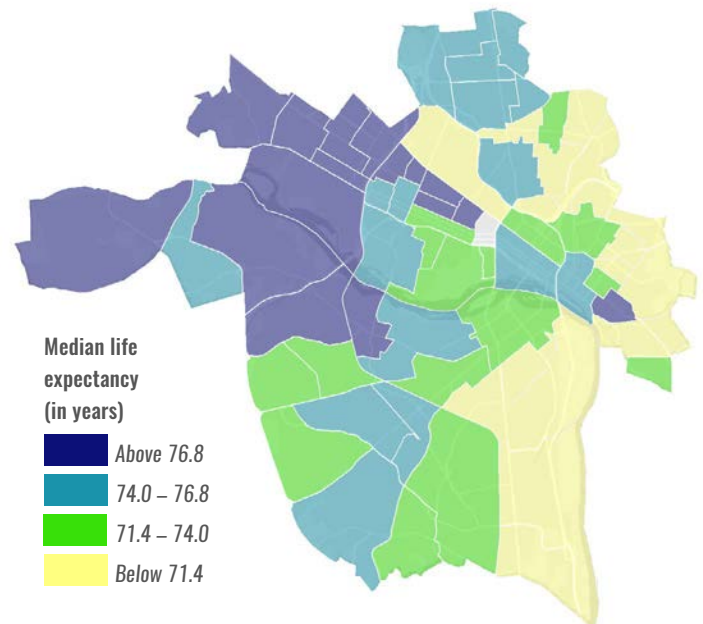 Median life
expectancy
(in years)
Above 76.8
74.0 – 76.8
71.4 – 74.0
Below 71.4